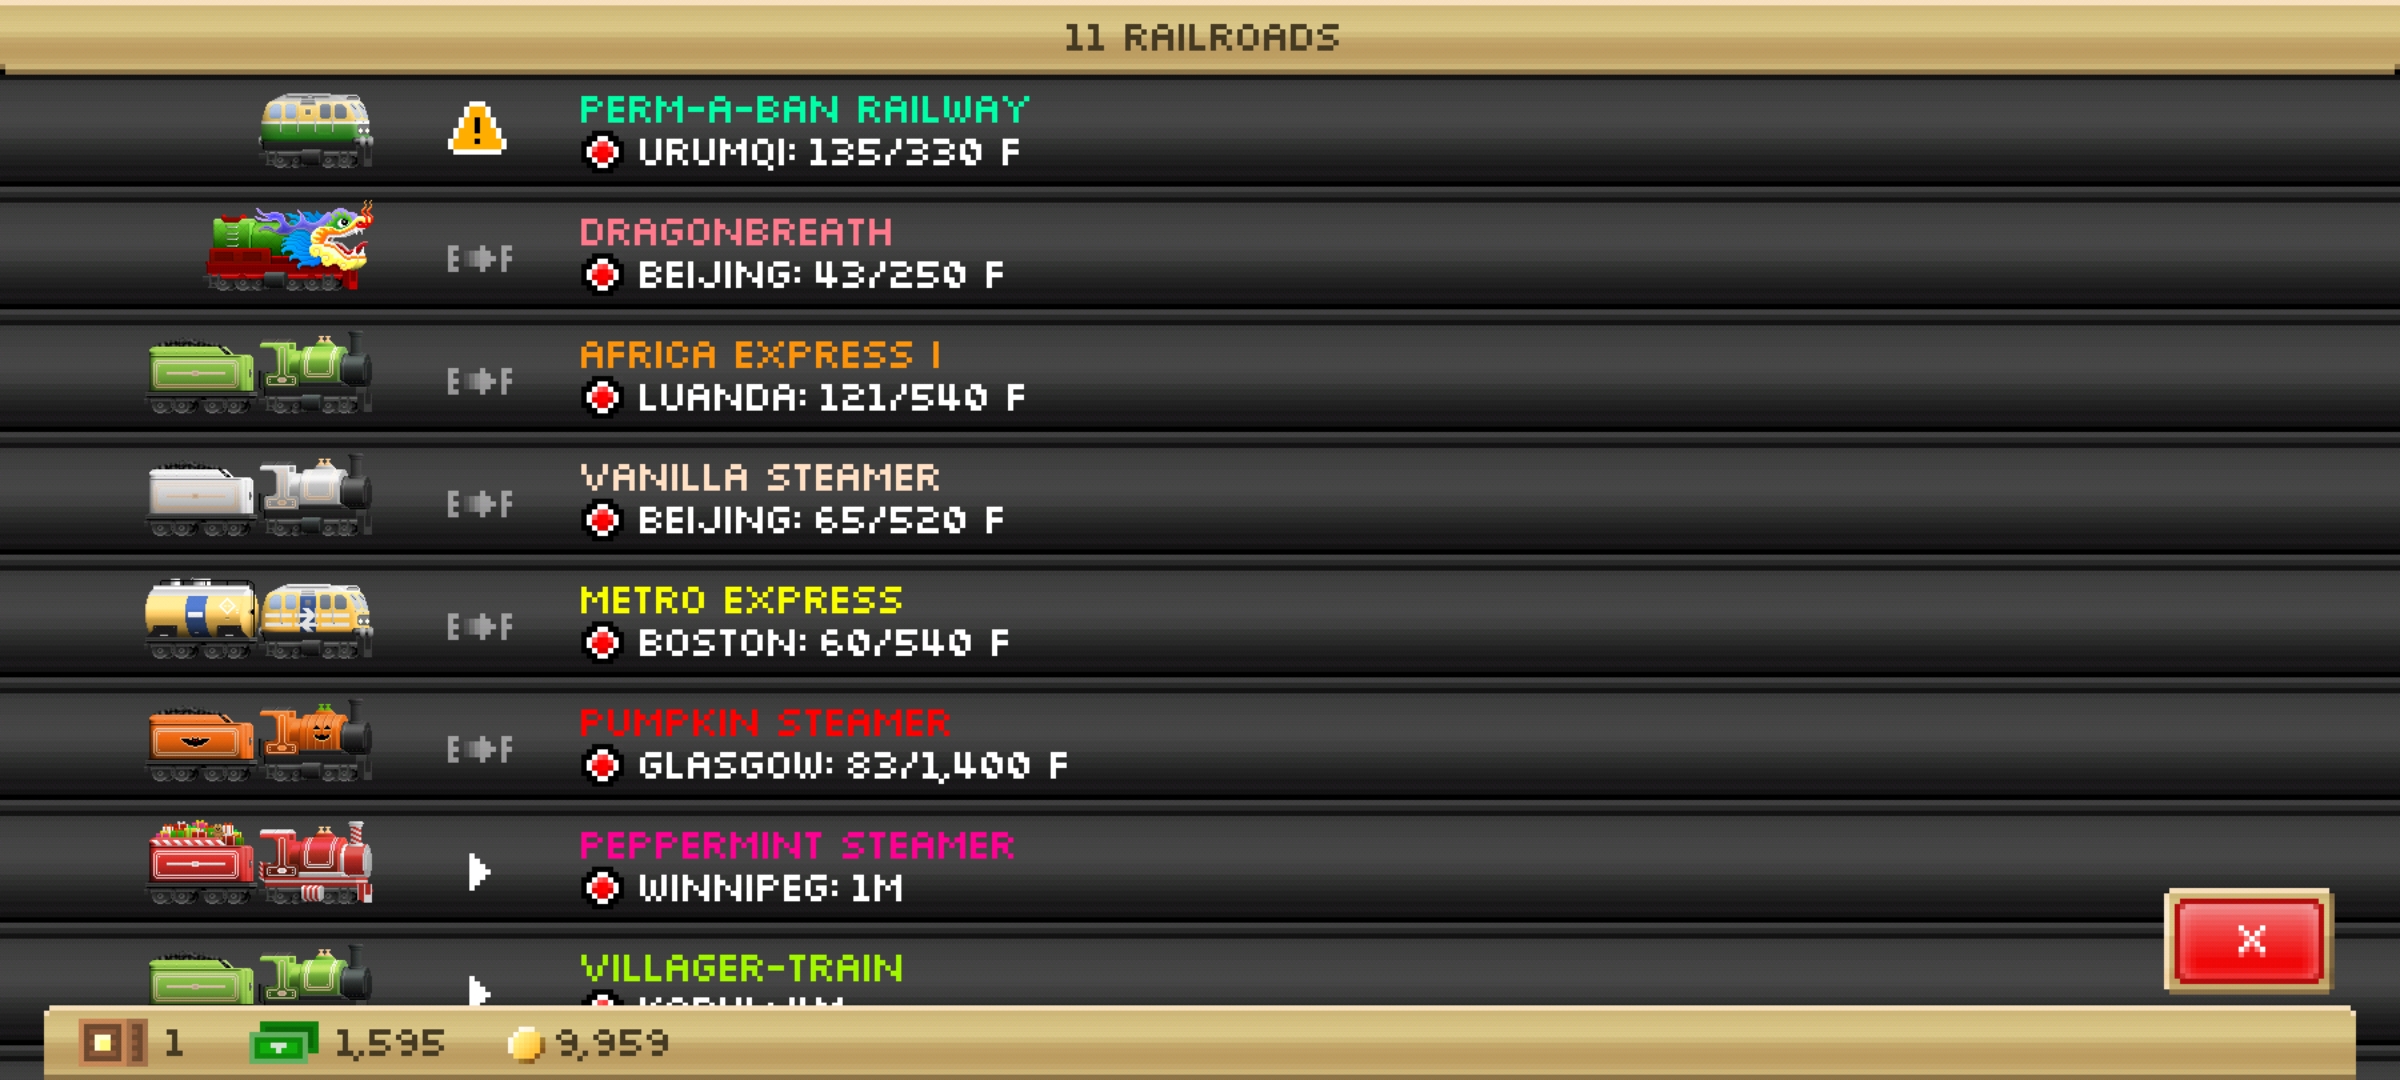 11 RAILROADS
PERM-A-BAN RAILWAY
URUMQI: 135/330 F
DRAGONBREATH
E F
BEIJING: 43/250 F
AFRICA EXPRESS I
E F
LUANDA: 121/540 F
VANILLA STEAMER
E F
BEIJING: 65/520 F
METRO EXPRESS
E F
BOSTON: 60/540 F
PUMPKIN STEAMER
E F
GLASGOW: 83/1,400 F
PEPPERMINT STEAMER
WINNIPEG: 1M
VILLAGER-TRAIN
X
1 1,595 9,959